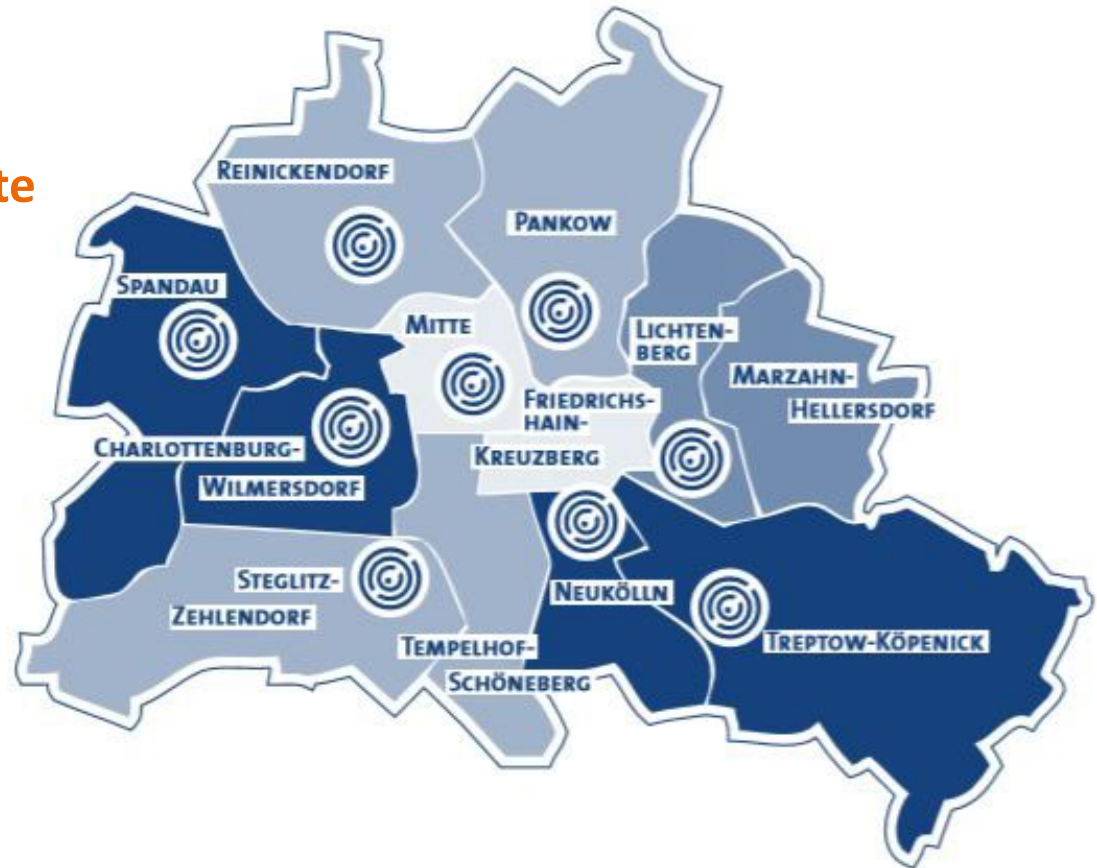 te
REINICKENDORF
PANKOW
SPANDAU
MITTE
LICHTEN-
BERG
MARZAHN-
HELLERSDORF
FRIEDRICHS-
HAIN-
KREUZBERG
CHARLOTTENBURG-
WILMERSDORF
STEGLITZ-
ZEHLENDORF
NEUKÖLLN
TEMPELHOF-
SCHÖNEBERG
TREPTOW-KÖPENICK